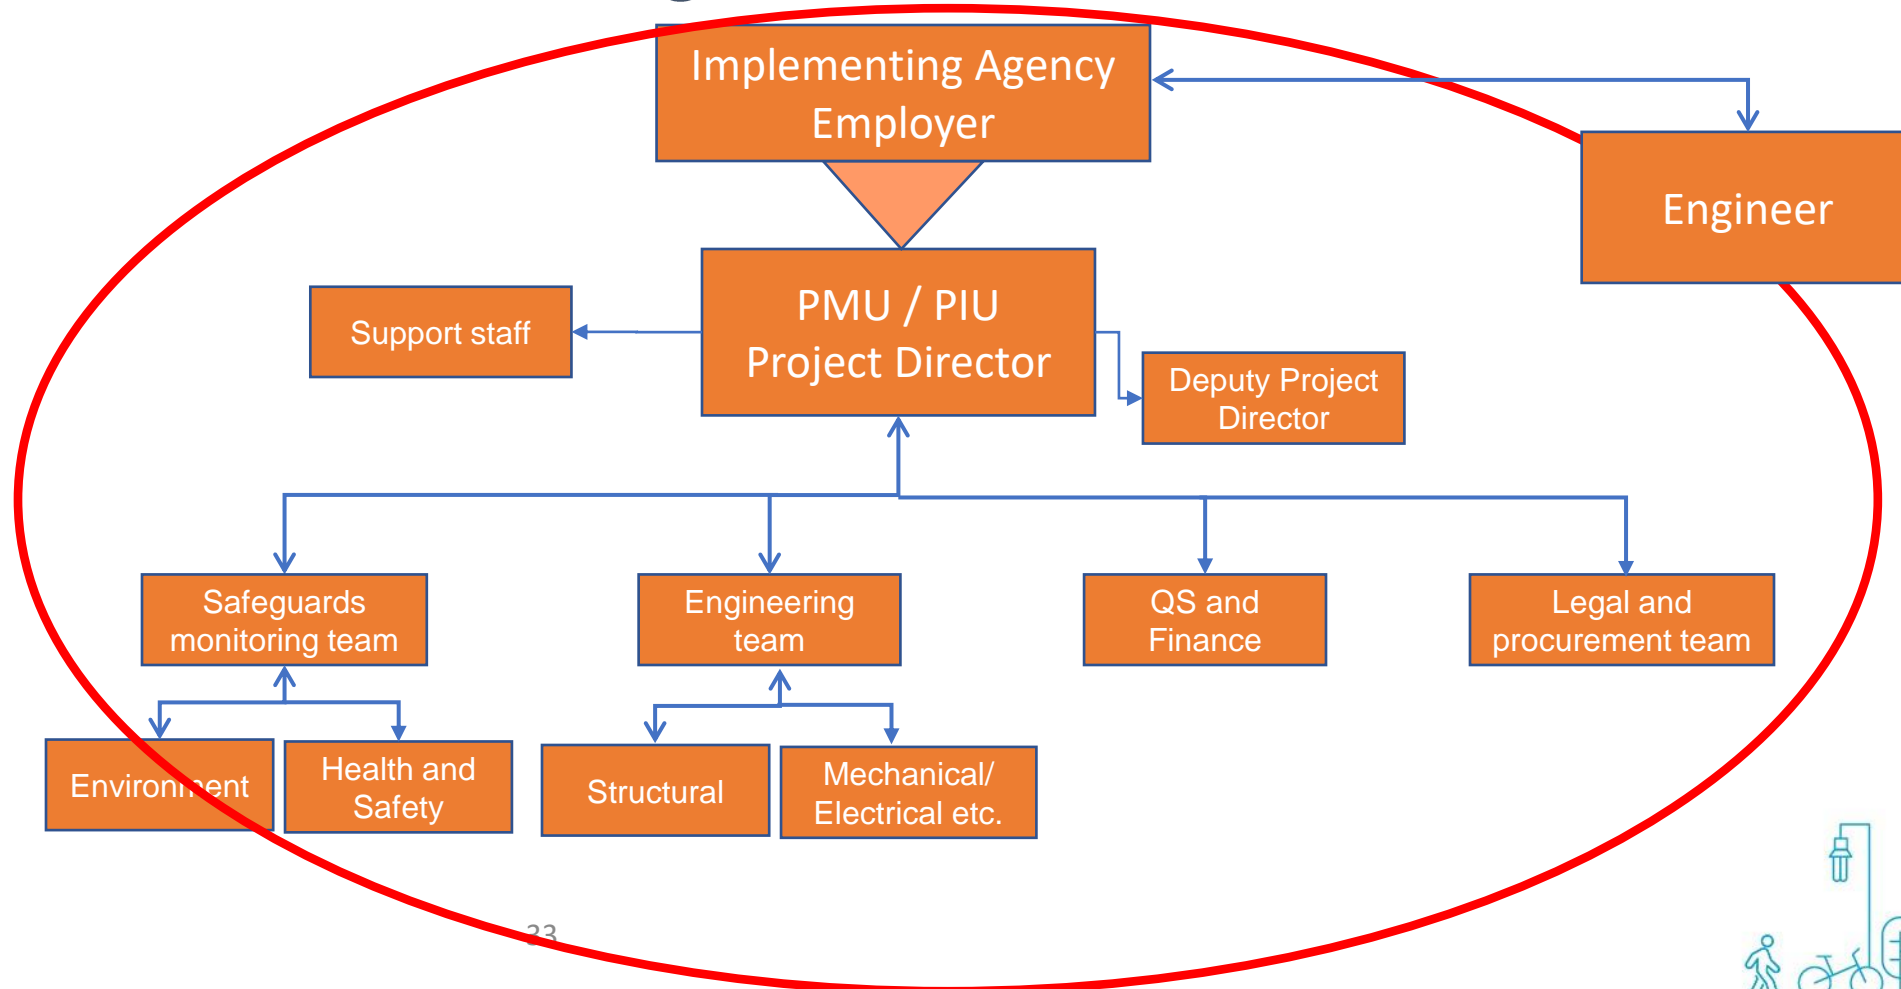 Implementing Agency
Employer
Engineer
PMU / PIU
Project Director
Support staff
Deputy Project
Director
Safeguards
monitoring team
Engineering
team
QS and
Finance
Legal and
procurement team
Environment
Health and
Safety
Structural
Mechanical/
Electrical etc.
33